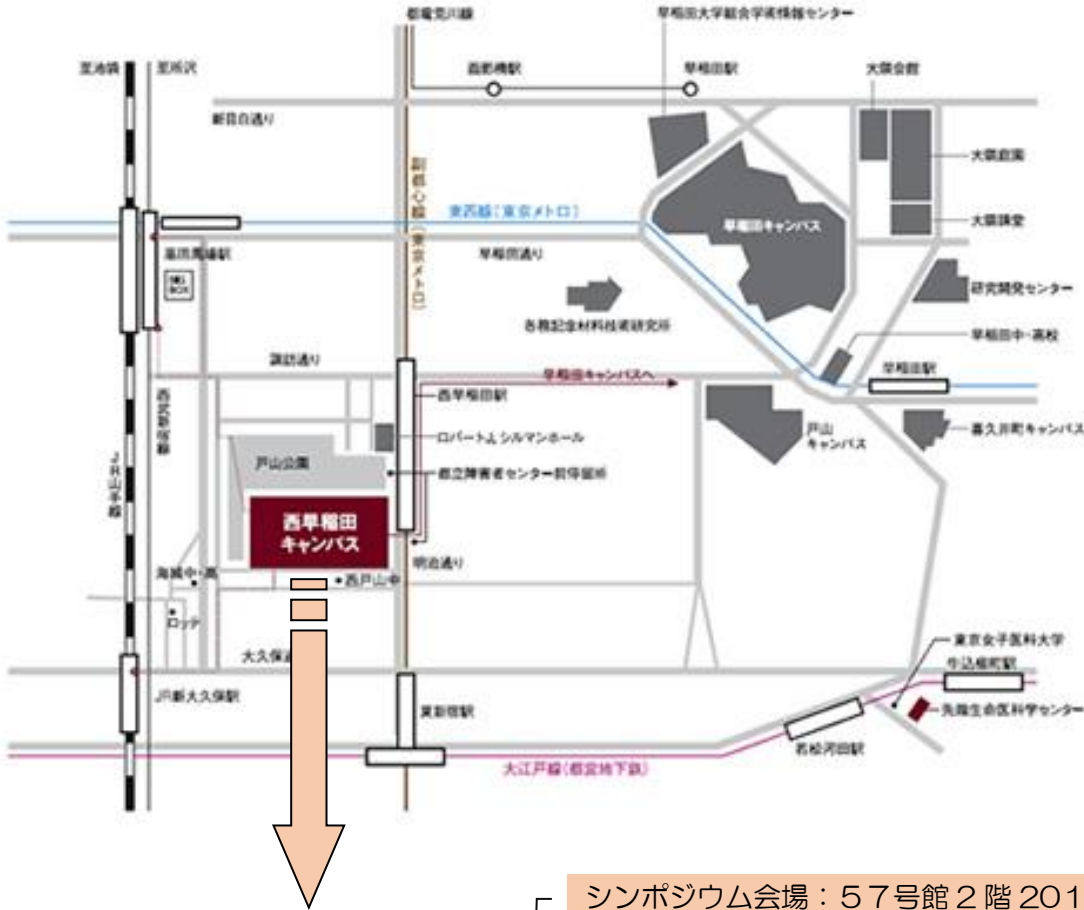 都電荒川線
早稲田大学総合学術情報センター
至池袋
至所沢
面影橋駅
早稲田駅
大隈会館
新目白通り
大隈庭園
副都心線(東京メトロ)
東西線(東京メトロ)
早稲田キャンパス
大隈講堂
高田馬場駅
早稲田通り
BIG BOX
研究開発センター
各務記念材料技術研究所
早稲田中・高校
諏訪通り
早稲田キャンパスへ
早稲田駅
西武新宿線
西早稲田駅
戸山
キャンパス
喜久井町キャンパス
ロバートJ.シルマンホール
戸山公園
都立障害者センター前停留所
JR山手線
西早稲田
キャンパス
明治通り
海城中・高
西戸山中
ロッテ
大久保通
東京女子医科大学
牛込柳町駅
JR新大久保駅
東新宿駅
先端生命医科学センター
若松河田駅
大江戸線(都営地下鉄)
シンポジウム会場:57号館2階201